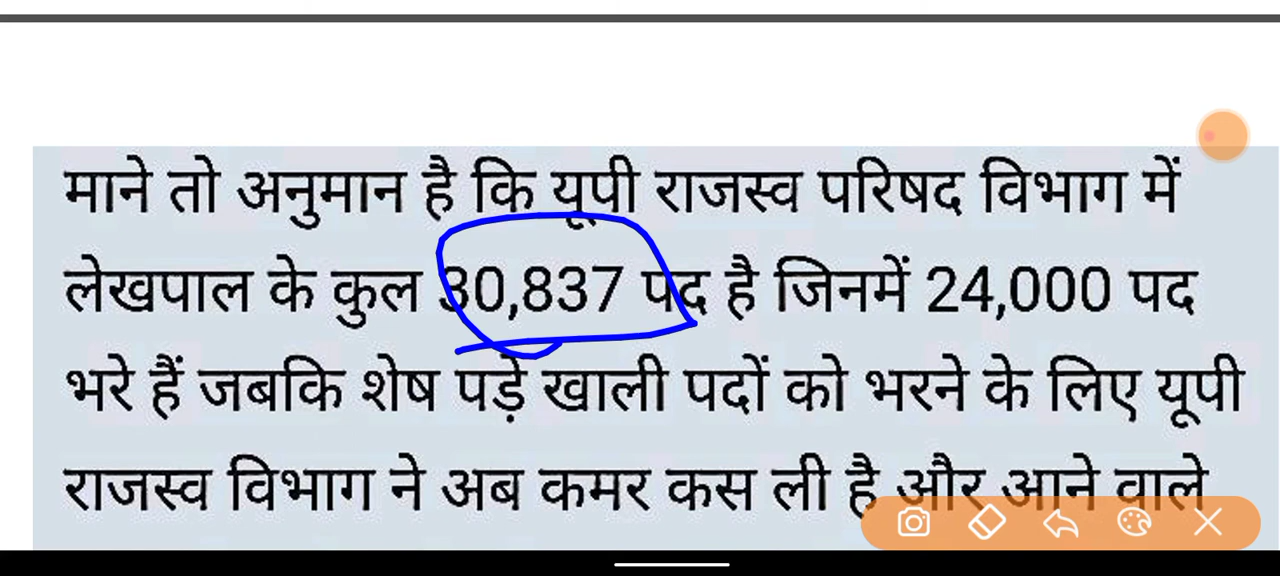 माने तो अनुमान है कि यूपी राजस्व परिषद विभाग में
लेखपाल के कुल 30,837 पद है जिनमें 24,000 पद
भरे हैं जबकि शेष पड़े खाली पदों को भरने के लिए यूपी
राजस्व विभाग ने अब कमर कस ली है और आने वाले